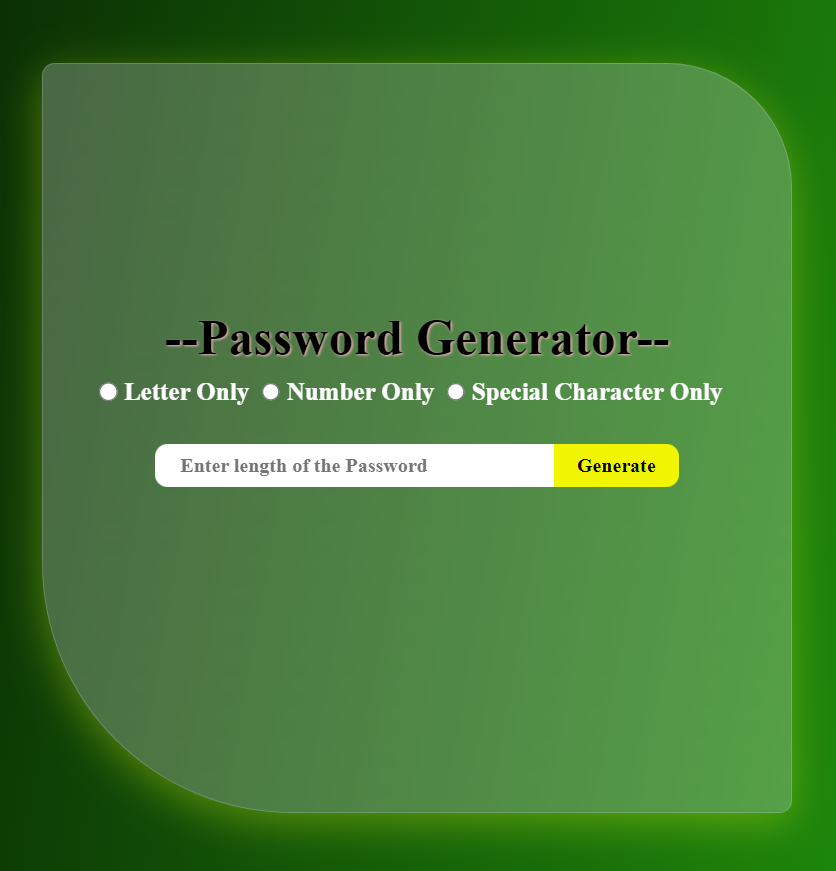 --Password Generator--
Letter Only Number Only Special Character Only
Enter length of the Password Generate